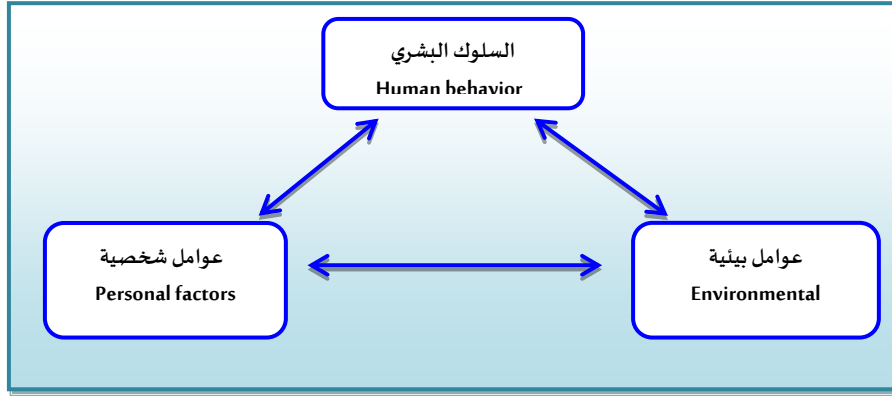 السلوك البشري
Human behavior
عوامل شخصية
Personal factors
عوامل بيئية
Environmental